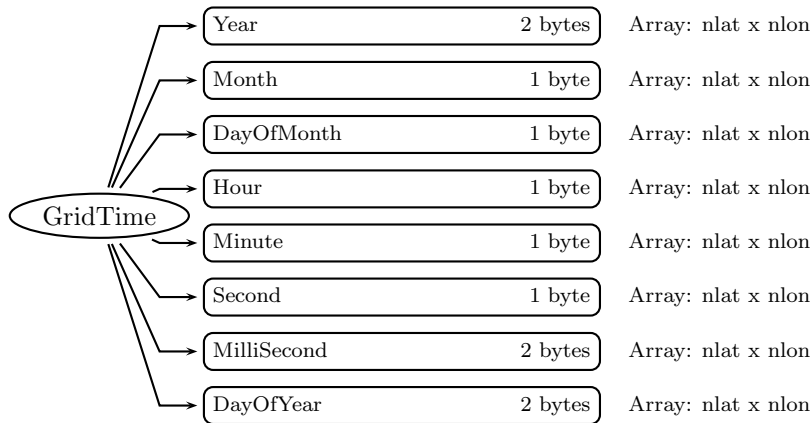 Year 2 bytes Array: nlat x nlon
Month 1 byte Array: nlat x nlon
DayOfMonth 1 byte Array: nlat x nlon
Hour 1 byte Array: nlat x nlon
GridTime
Minute 1 byte Array: nlat x nlon
Second 1 byte Array: nlat x nlon
MilliSecond 2 bytes Array: nlat x nlon
DayOfYear 2 bytes Array: nlat x nlon